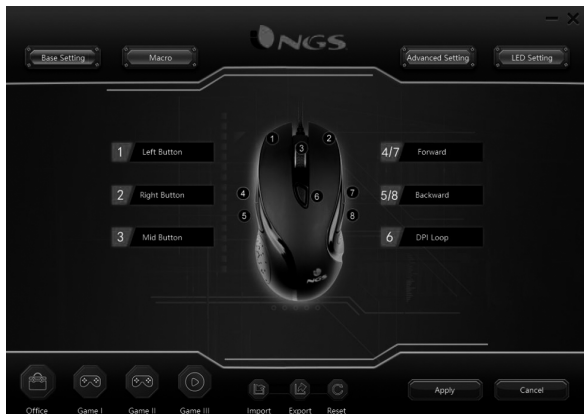 NGS
Base Setting
Macro
Advanced Setting
LED Setting
1 Left Button
2 Right Button
3 Mid Button
1
2
3
4
5
6
7
8
NGS
4/7 Forward
5/8 Backward
6 DPI Loop
Office
Game I
Game II
Game III
Import
Export
Reset
Apply
Cancel